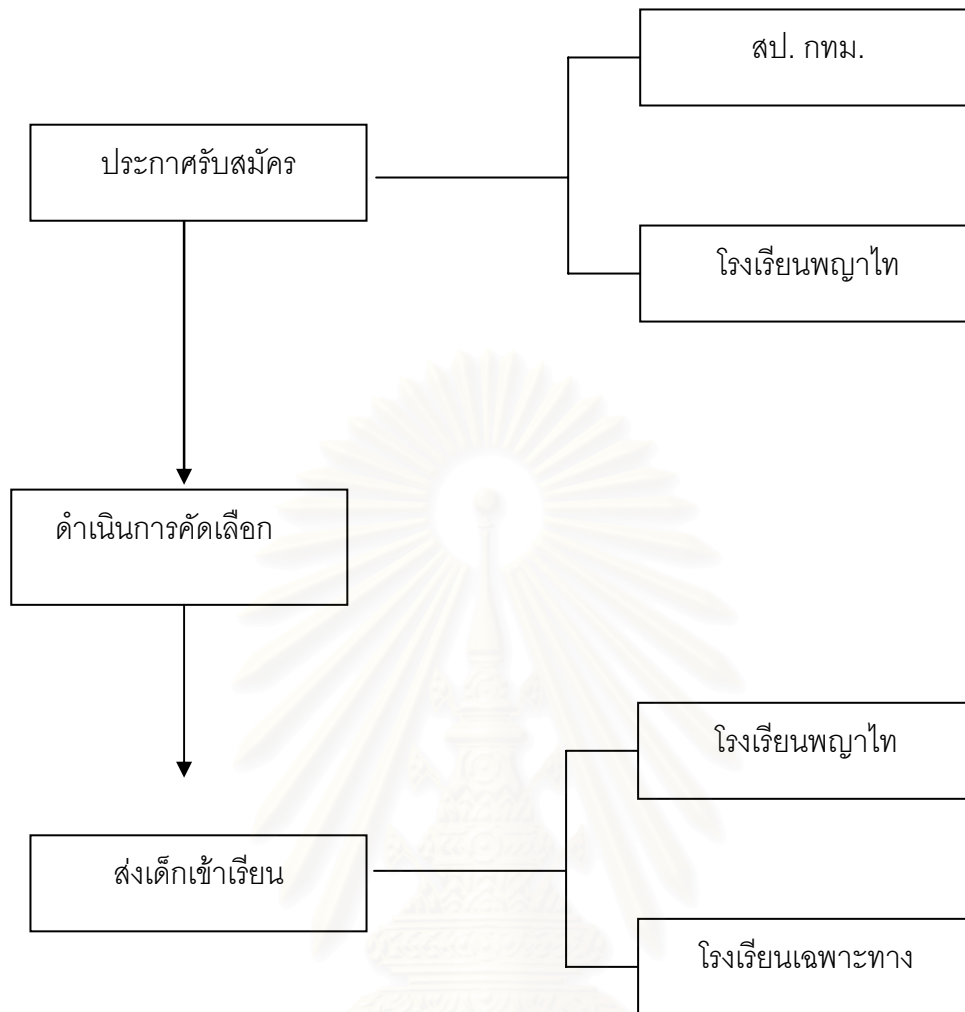 สป. กทม.
ประกาศรับสมัคร
โรงเรียนพญาไท
ดำเนินการคัดเลือก
โรงเรียนพญาไท
ส่งเด็กเข้าเรียน
โรงเรียนเฉพาะทาง